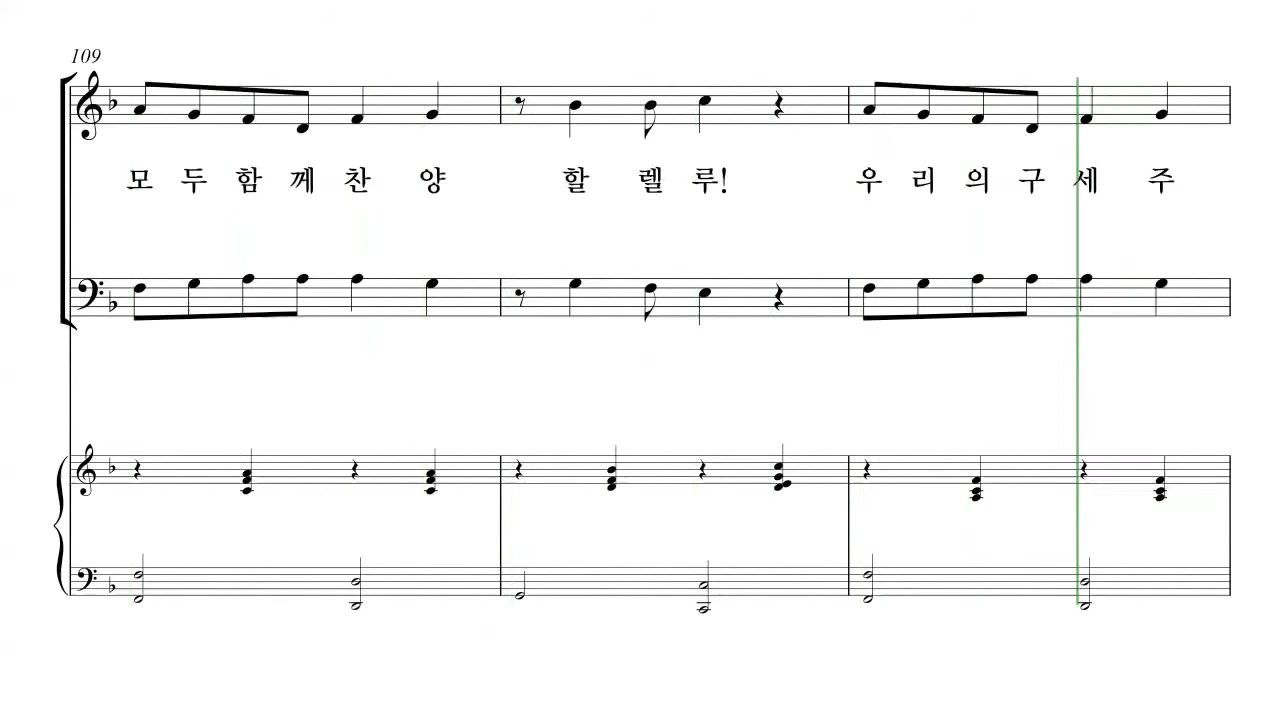 109
모 두 함 께 찬 양 할 렐 루! 우 리 의 구 세 주